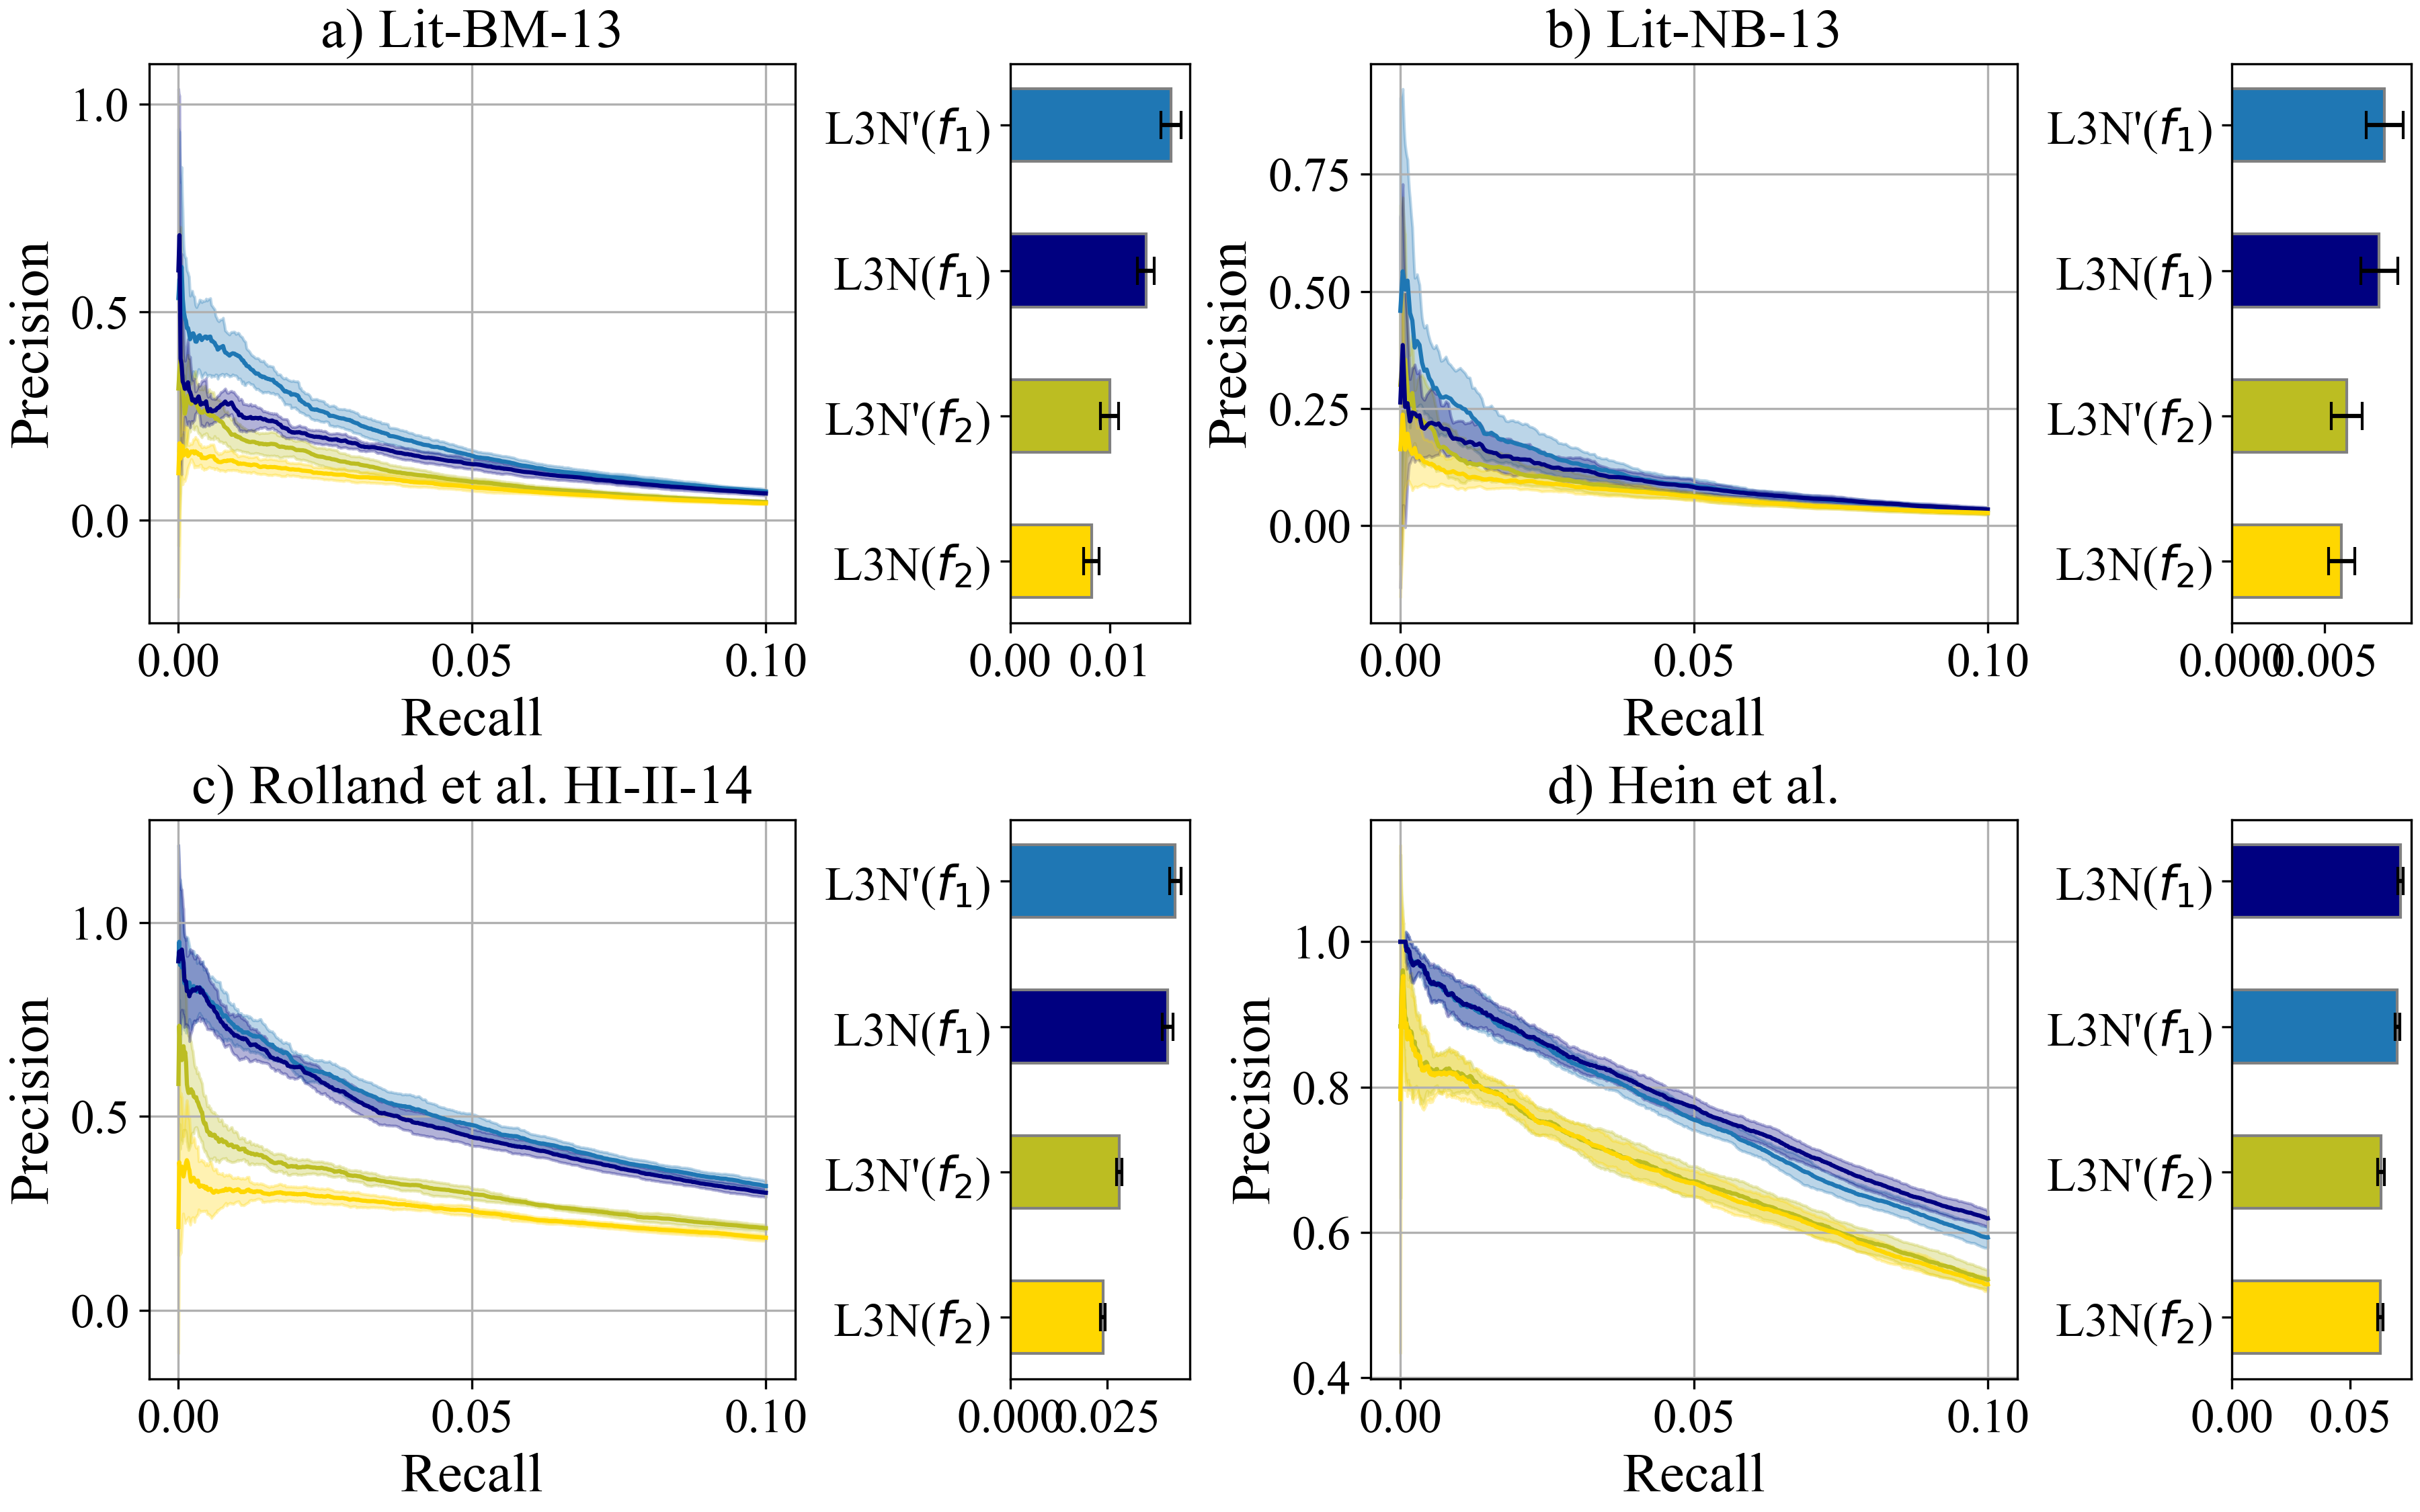 a) Lit-BM-13
Precision
1.0
0.5
0.0
0.00 0.05 0.10
Recall
L3N'(f1)
L3N(f1)
L3N'(f2)
L3N(f2)
0.00 0.01
b) Lit-NB-13
Precision
0.75
0.50
0.25
0.00
0.00 0.05 0.10
Recall
L3N'(f1)
L3N(f1)
L3N'(f2)
L3N(f2)
0.000 0.005
c) Rolland et al. HI-II-14
Precision
1.0
0.5
0.0
0.00 0.05 0.10
Recall
L3N'(f1)
L3N(f1)
L3N'(f2)
L3N(f2)
0.000 0.025
d) Hein et al.
Precision
1.0
0.8
0.6
0.4
0.00 0.05 0.10
Recall
L3N(f1)
L3N'(f1)
L3N'(f2)
L3N(f2)
0.00 0.05